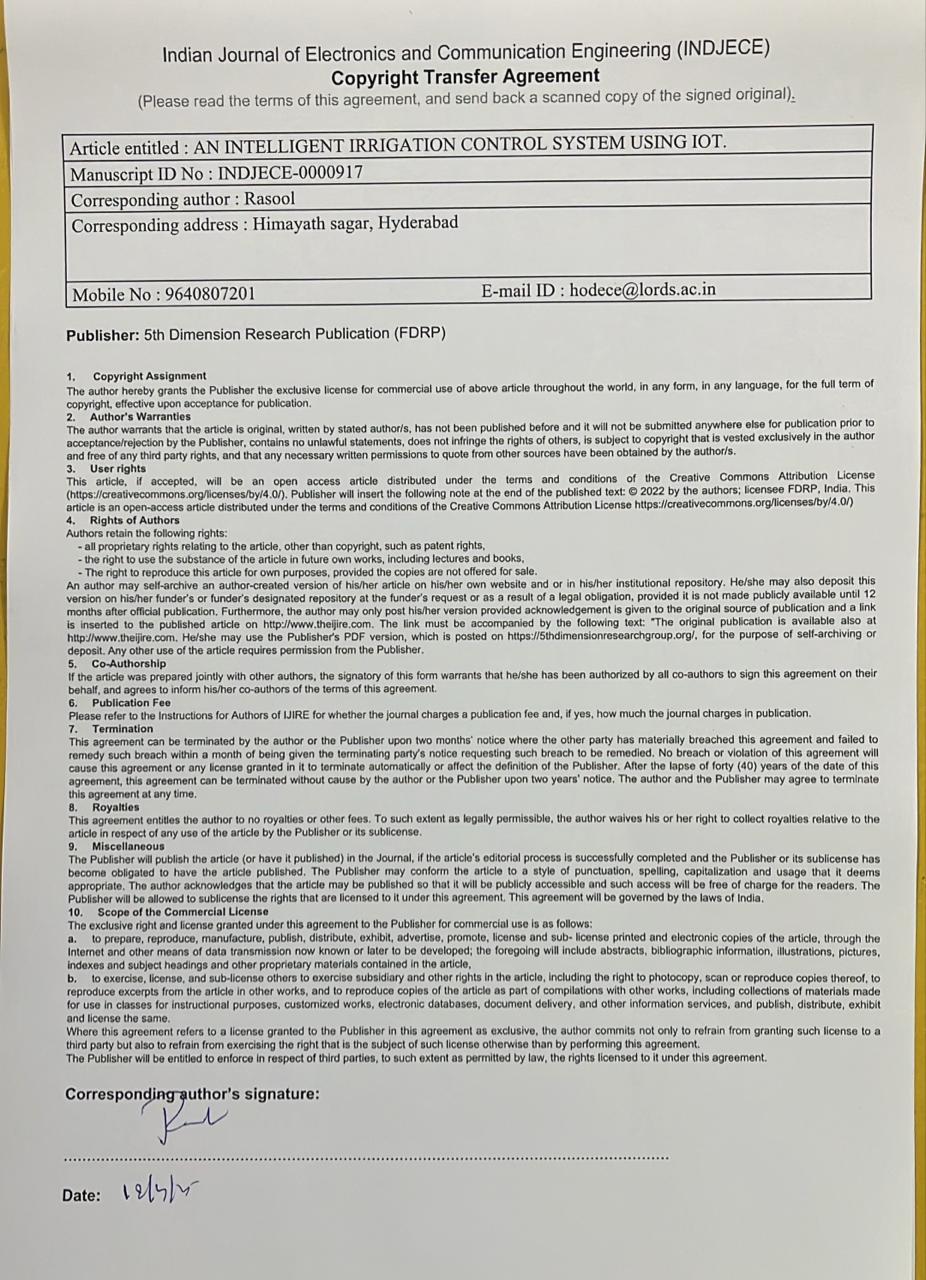 Indian Journal of Electronics and Communication Engineering (INDJECE)
Copyright Transfer Agreement
(Please read the terms of this agreement, and send back a scanned copy of the signed original).
Article entitled : AN INTELLIGENT IRRIGATION CONTROL SYSTEM USING IOT.
Manuscript ID No : INDJECE-0000917
Corresponding author : Rasool
Corresponding address : Himayath sagar, Hyderabad
Mobile No : 9640807201 E-mail ID : hodece@lords.ac.in
Publisher: 5th Dimension Research Publication (FDRP)
1. Copyright Assignment
The author hereby grants the Publisher the exclusive license for commercial use of above article throughout the world, in any form, in any language, for the full term of
copyright, effective upon acceptance for publication.
2. Author's Warranties
The author warrants that the article is original, written by stated author/s, has not been published before and it will not be submitted anywhere else for publication prior to
acceptance/rejection by the Publisher, contains no unlawful statements, does not infringe the rights of others, is subject to copyright that is vested exclusively in the author
and free of any third party rights, and that any necessary written permissions to quote from other sources have been obtained by the author/s.
3. User rights
This article, if accepted, will be an open access article distributed under the terms and conditions of the Creative Commons Attribution License
(https://creativecommons.org/licenses/by/4.0/). Publisher will insert the following note at the end of the published text: © 2022 by the authors; licensee FDRP, India. This
article is an open-access article distributed under the terms and conditions of the Creative Commons Attribution License https://creativecommons.org/licenses/by/4.0/)
4. Rights of Authors
Authors retain the following rights:
- all proprietary rights relating to the article, other than copyright, such as patent rights,
- the right to use the substance of the article in future own works, including lectures and books,
- The right to reproduce this article for own purposes, provided the copies are not offered for sale.
An author may self-archive an author-created version of his/her article on his/her own website and or in his/her institutional repository. He/she may also deposit this
version on his/her funder's or funder's designated repository at the funder's request or as a result of a legal obligation, provided it is not made publicly available until 12
months after official publication. Furthermore, the author may only post his/her version provided acknowledgement is given to the original source of publication and a link
is inserted to the published article on http://www.theijire.com. The link must be accompanied by the following text: "The original publication is available also at
http://www.theijire.com. He/she may use the Publisher's PDF version, which is posted on https://5thdimensionresearchgroup.org/, for the purpose of self-archiving or
deposit. Any other use of the article requires permission from the Publisher.
5. Co-Authorship
If the article was prepared jointly with other authors, the signatory of this form warrants that he/she has been authorized by all co-authors to sign this agreement on their
behalf, and agrees to inform his/her co-authors of the terms of this agreement.
6. Publication Fee
Please refer to the Instructions for Authors of IJIRE for whether the journal charges a publication fee and, if yes, how much the journal charges in publication.
7. Termination
This agreement can be terminated by the author or the Publisher upon two months' notice where the other party has materially breached this agreement and failed to
remedy such breach within a month of being given the terminating party's notice requesting such breach to be remedied. No breach or violation of this agreement will
cause this agreement or any license granted in it to terminate automatically or affect the definition of the Publisher. After the lapse of forty (40) years of the date of this
agreement, this agreement can be terminated without cause by the author or the Publisher upon two years' notice. The author and the Publisher may agree to terminate
this agreement at any time.
8. Royalties
This agreement entitles the author to no royalties or other fees. To such extent as legally permissible, the author waives his or her right to collect royalties relative to the
article in respect of any use of the article by the Publisher or its sublicense.
9. Miscellaneous
The Publisher will publish the article (or have it published) in the Journal, if the article's editorial process is successfully completed and the Publisher or its sublicense has
become obligated to have the article published. The Publisher may conform the article to a style of punctuation, spelling, capitalization and usage that it deems
appropriate. The author acknowledges that the article may be published so that it will be publicly accessible and such access will be free of charge for the readers. The
Publisher will be allowed to sublicense the rights that are licensed to it under this agreement. This agreement will be governed by the laws of India.
10. Scope of the Commercial License
The exclusive right and license granted under this agreement to the Publisher for commercial use is as follows:
a. to prepare, reproduce, manufacture, publish, distribute, exhibit, advertise, promote, license and sub- license printed and electronic copies of the article, through the
Internet and other means of data transmission now known or later to be developed; the foregoing will include abstracts, bibliographic information, illustrations, pictures,
indexes and subject headings and other proprietary materials contained in the article,
b. to exercise, license, and sub-license others to exercise subsidiary and other rights in the article, including the right to photocopy, scan or reproduce copies thereof, to
reproduce excerpts from the article in other works, and to reproduce copies of the article as part of compilations with other works, including collections of materials made
for use in classes for instructional purposes, customized works, electronic databases, document delivery, and other information services, and publish, distribute, exhibit
and license the same.
Where this agreement refers to a license granted to the Publisher in this agreement as exclusive, the author commits not only to refrain from granting such license to a
third party but also to refrain from exercising the right that is the subject of such license otherwise than by performing this agreement.
The Publisher will be entitled to enforce in respect of third parties, to such extent as permitted by law, the rights licensed to it under this agreement.
Corresponding author's signature:
Date: